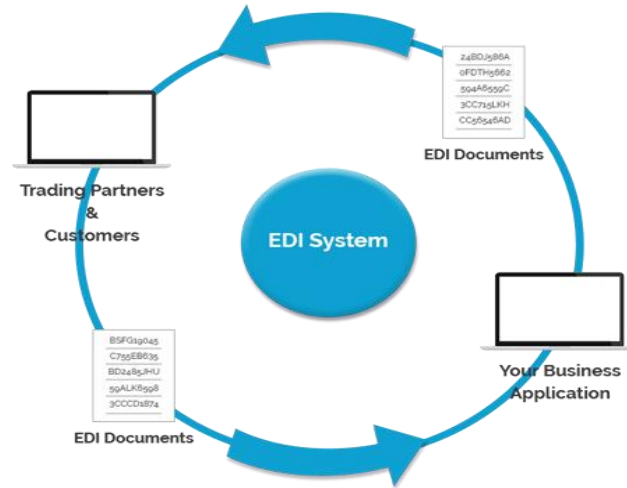 24BDJ586A
0FDTH5662
594A6559C
3CC715LKH
CC56546AD
EDI Documents
Trading Partners
&
Customers
EDI System
Your Business
Application
BSFG19045
C755EB635
BD2485JHU
59ALK6598
3CCCD1874
EDI Documents